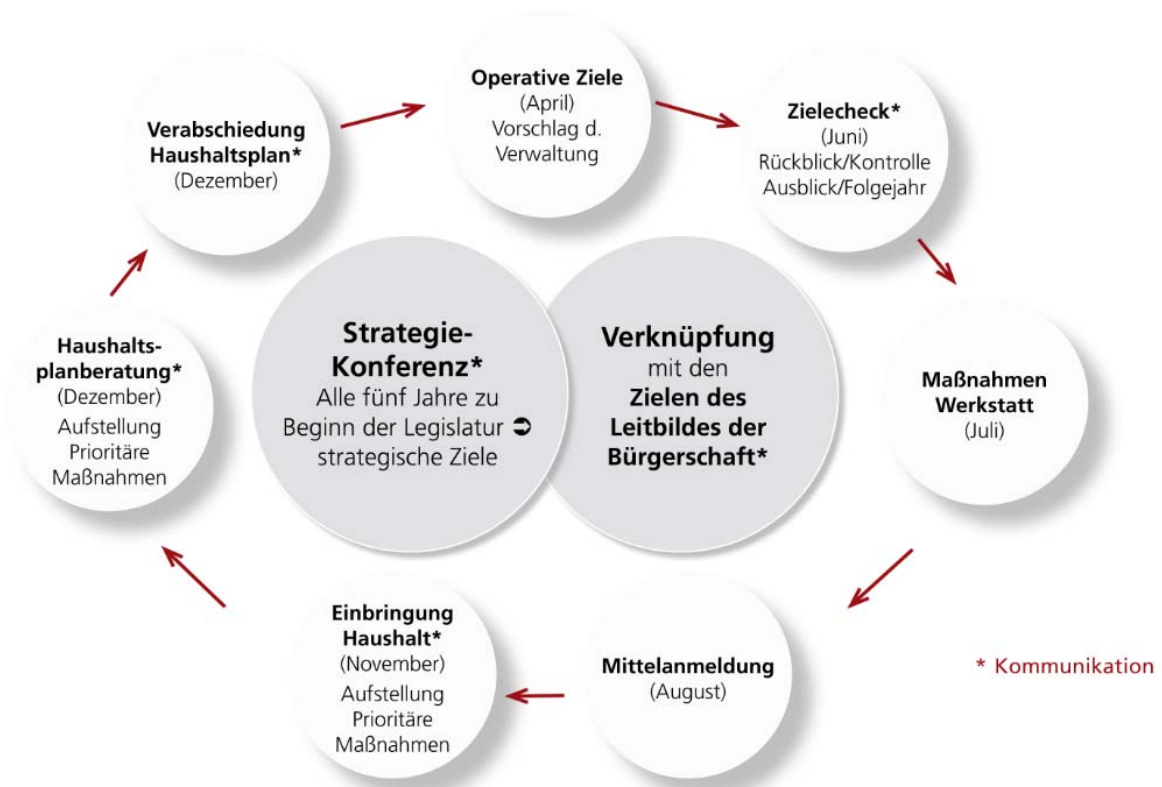 Operative Ziele
(April)
Vorschlag d.
Verwaltung
Zielecheck*
(Juni)
Rückblick/Kontrolle
Ausblick/Folgejahr
Maßnahmen
Werkstatt
(Juli)
Mittelanmeldung
(August)
Einbringung
Haushalt*
(November)
Aufstellung
Prioritäre
Maßnahmen
Haushalts-
planberatung*
(Dezember)
Aufstellung
Prioritäre
Maßnahmen
Verabschiedung
Haushaltsplan*
(Dezember)
Strategie-
Konferenz*
Alle fünf Jahre zu
Beginn der Legislatur ➲
strategische Ziele
Verknüpfung
mit den
Zielen des
Leitbildes der
Bürgerschaft*
* Kommunikation